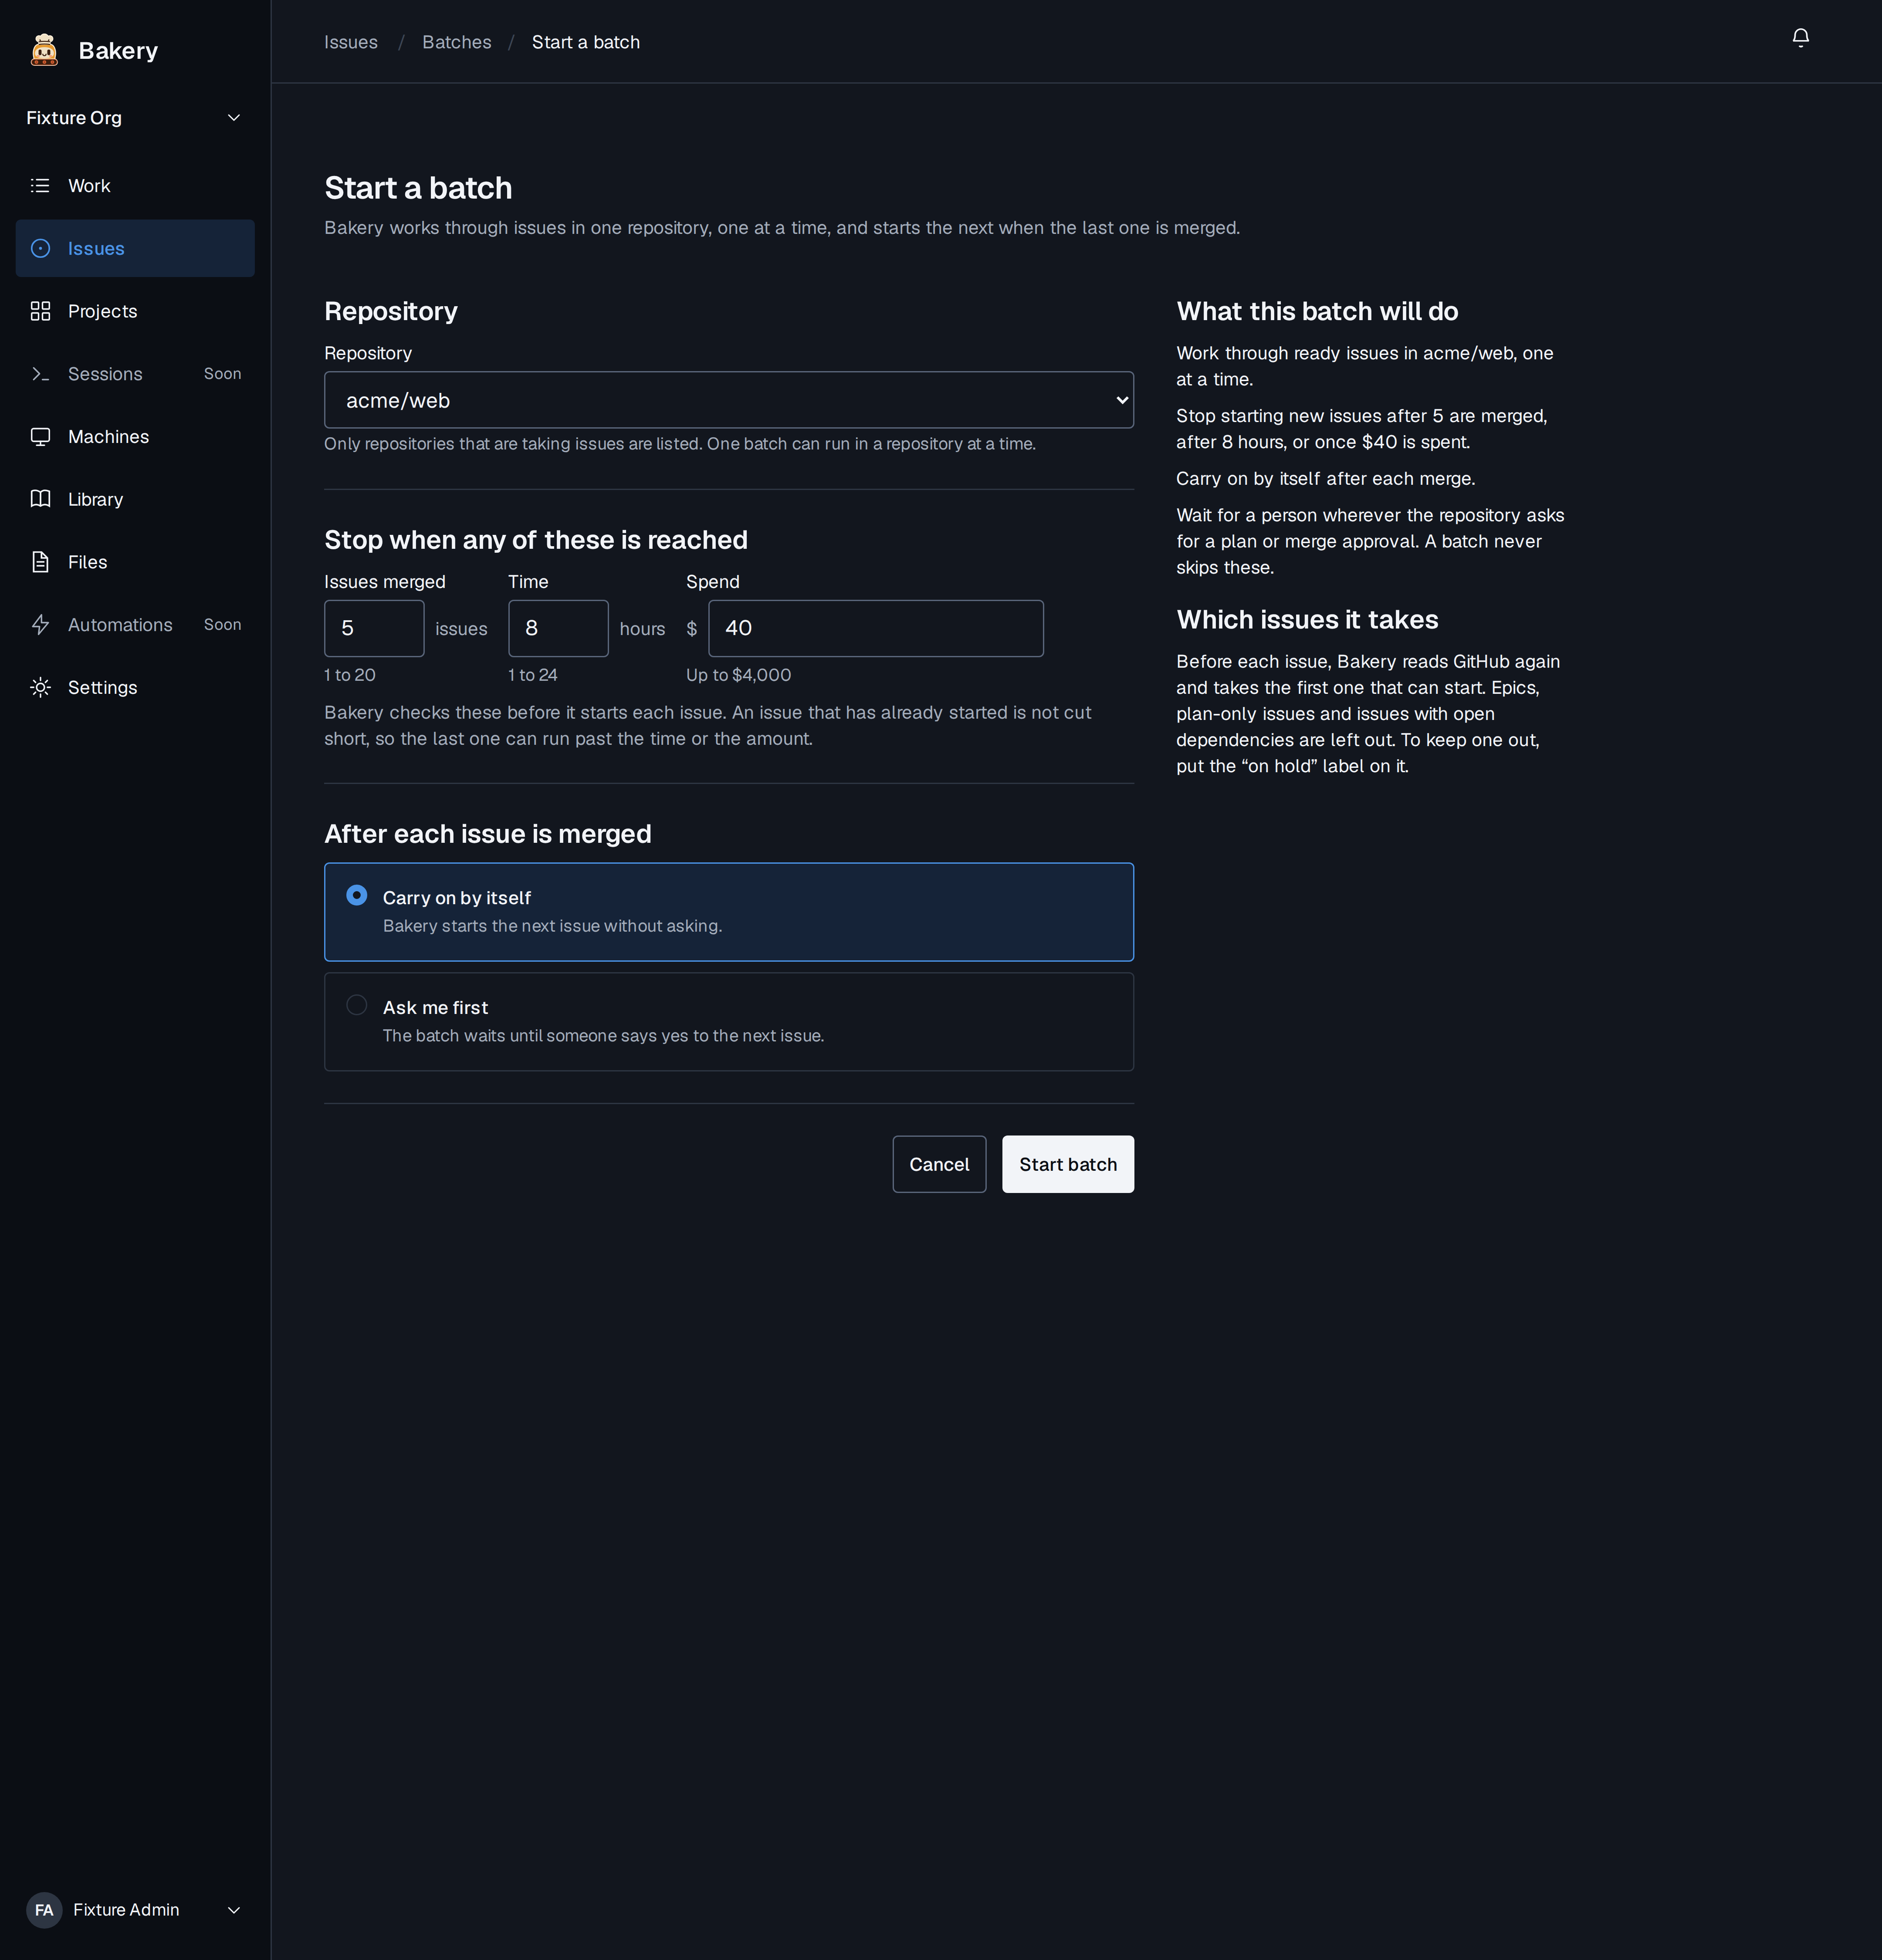 Bakery
Fixture Org
Work
Issues
Projects
Sessions Soon
Machines
Library
Files
Automations Soon
Settings
FA Fixture Admin
Issues / Batches / Start a batch
Start a batch
Bakery works through issues in one repository, one at a time, and starts the next when the last one is merged.
Repository
Repository
acme/web
Only repositories that are taking issues are listed. One batch can run in a repository at a time.
Stop when any of these is reached
Issues merged Time Spend
5 issues 8 hours $ 40
1 to 20 1 to 24 Up to $4,000
Bakery checks these before it starts each issue. An issue that has already started is not cut
short, so the last one can run past the time or the amount.
After each issue is merged
Carry on by itself
Bakery starts the next issue without asking.
Ask me first
The batch waits until someone says yes to the next issue.
Cancel Start batch
What this batch will do
Work through ready issues in acme/web, one
at a time.
Stop starting new issues after 5 are merged,
after 8 hours, or once $40 is spent.
Carry on by itself after each merge.
Wait for a person wherever the repository asks
for a plan or merge approval. A batch never
skips these.
Which issues it takes
Before each issue, Bakery reads GitHub again
and takes the first one that can start. Epics,
plan-only issues and issues with open
dependencies are left out. To keep one out,
put the “on hold” label on it.